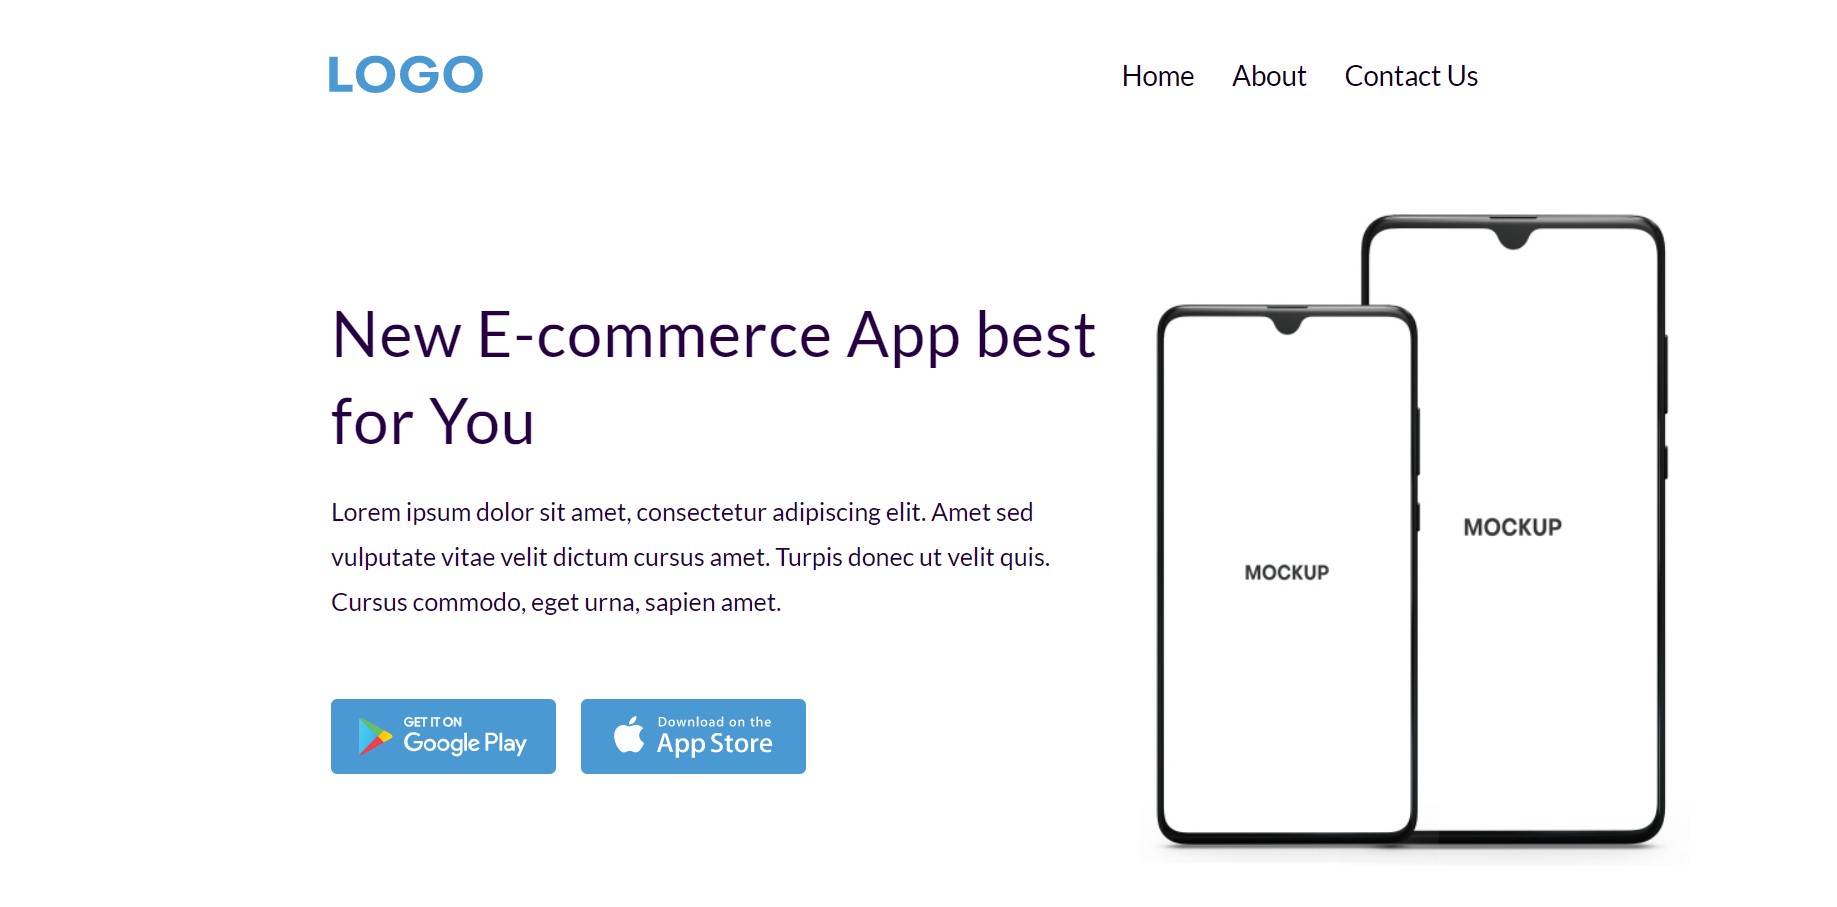 LOGO
Home About Contact Us
New E-commerce App best
for You
Lorem ipsum dolor sit amet, consectetur adipiscing elit. Amet sed
vulputate vitae velit dictum cursus amet. Turpis donec ut velit quis.
Cursus commodo, eget urna, sapien amet.
GET IT ON
Google Play
Download on the
App Store
MOCKUP
MOCKUP